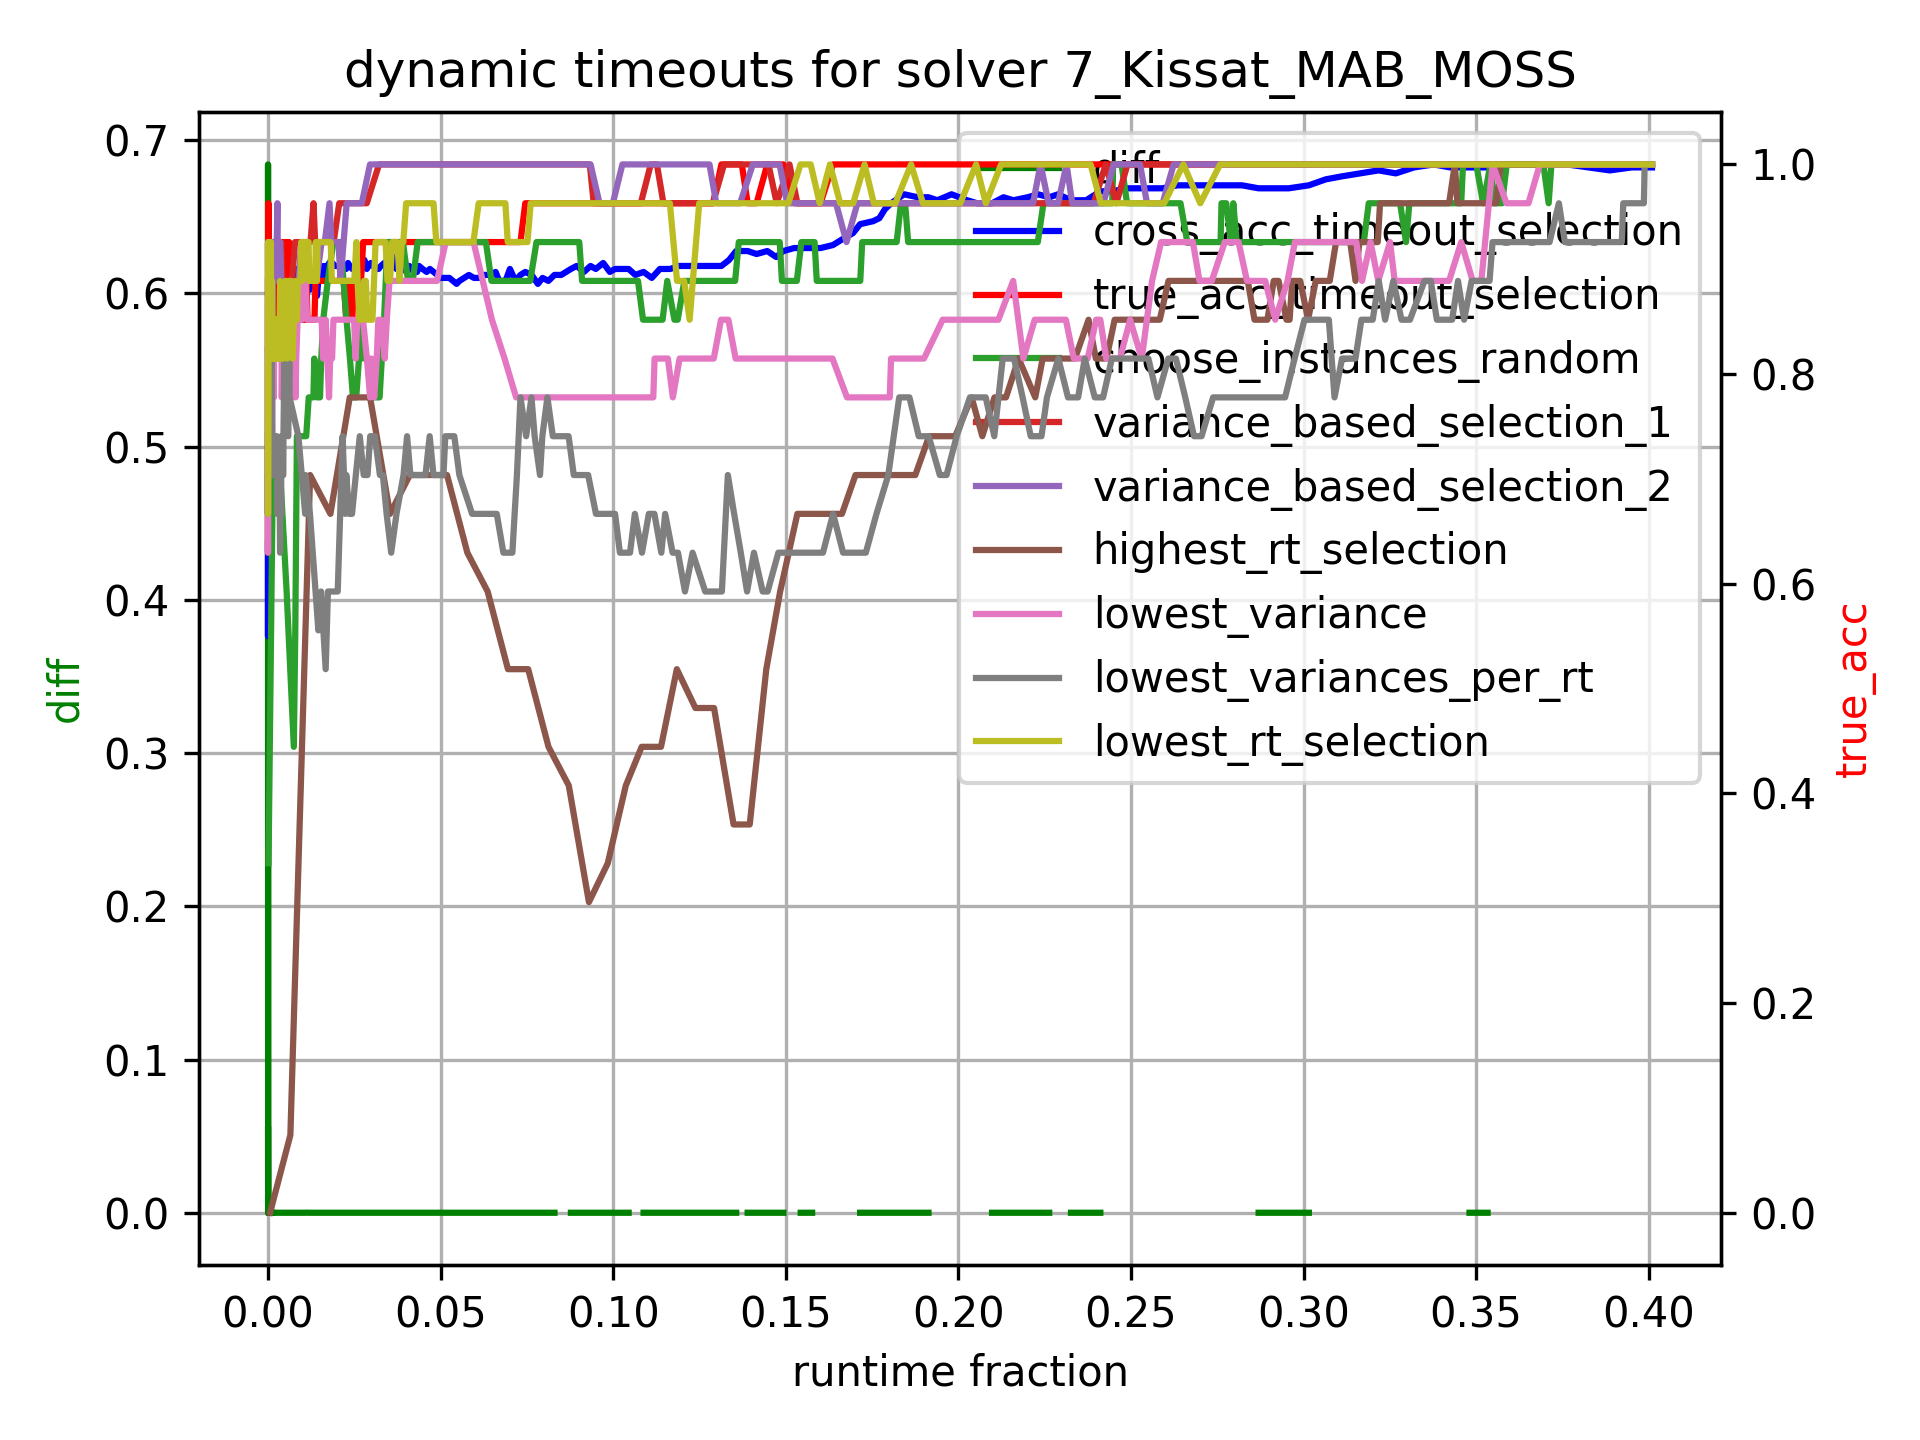 dynamic timeouts for solver 7_Kissat_MAB_MOSS
0.7
0.6
0.5
0.4
0.3
0.2
0.1
0.0
diff
diff
cross_acc_timeout_selection
true_acc_timeout_selection
choose_instances_random
variance_based_selection_1
variance_based_selection_2
highest_rt_selection
lowest_variance
lowest_variances_per_rt
lowest_rt_selection
1.0
0.8
0.6
0.4
0.2
0.0
true_acc
0.00 0.05 0.10 0.15 0.20 0.25 0.30 0.35 0.40
runtime fraction